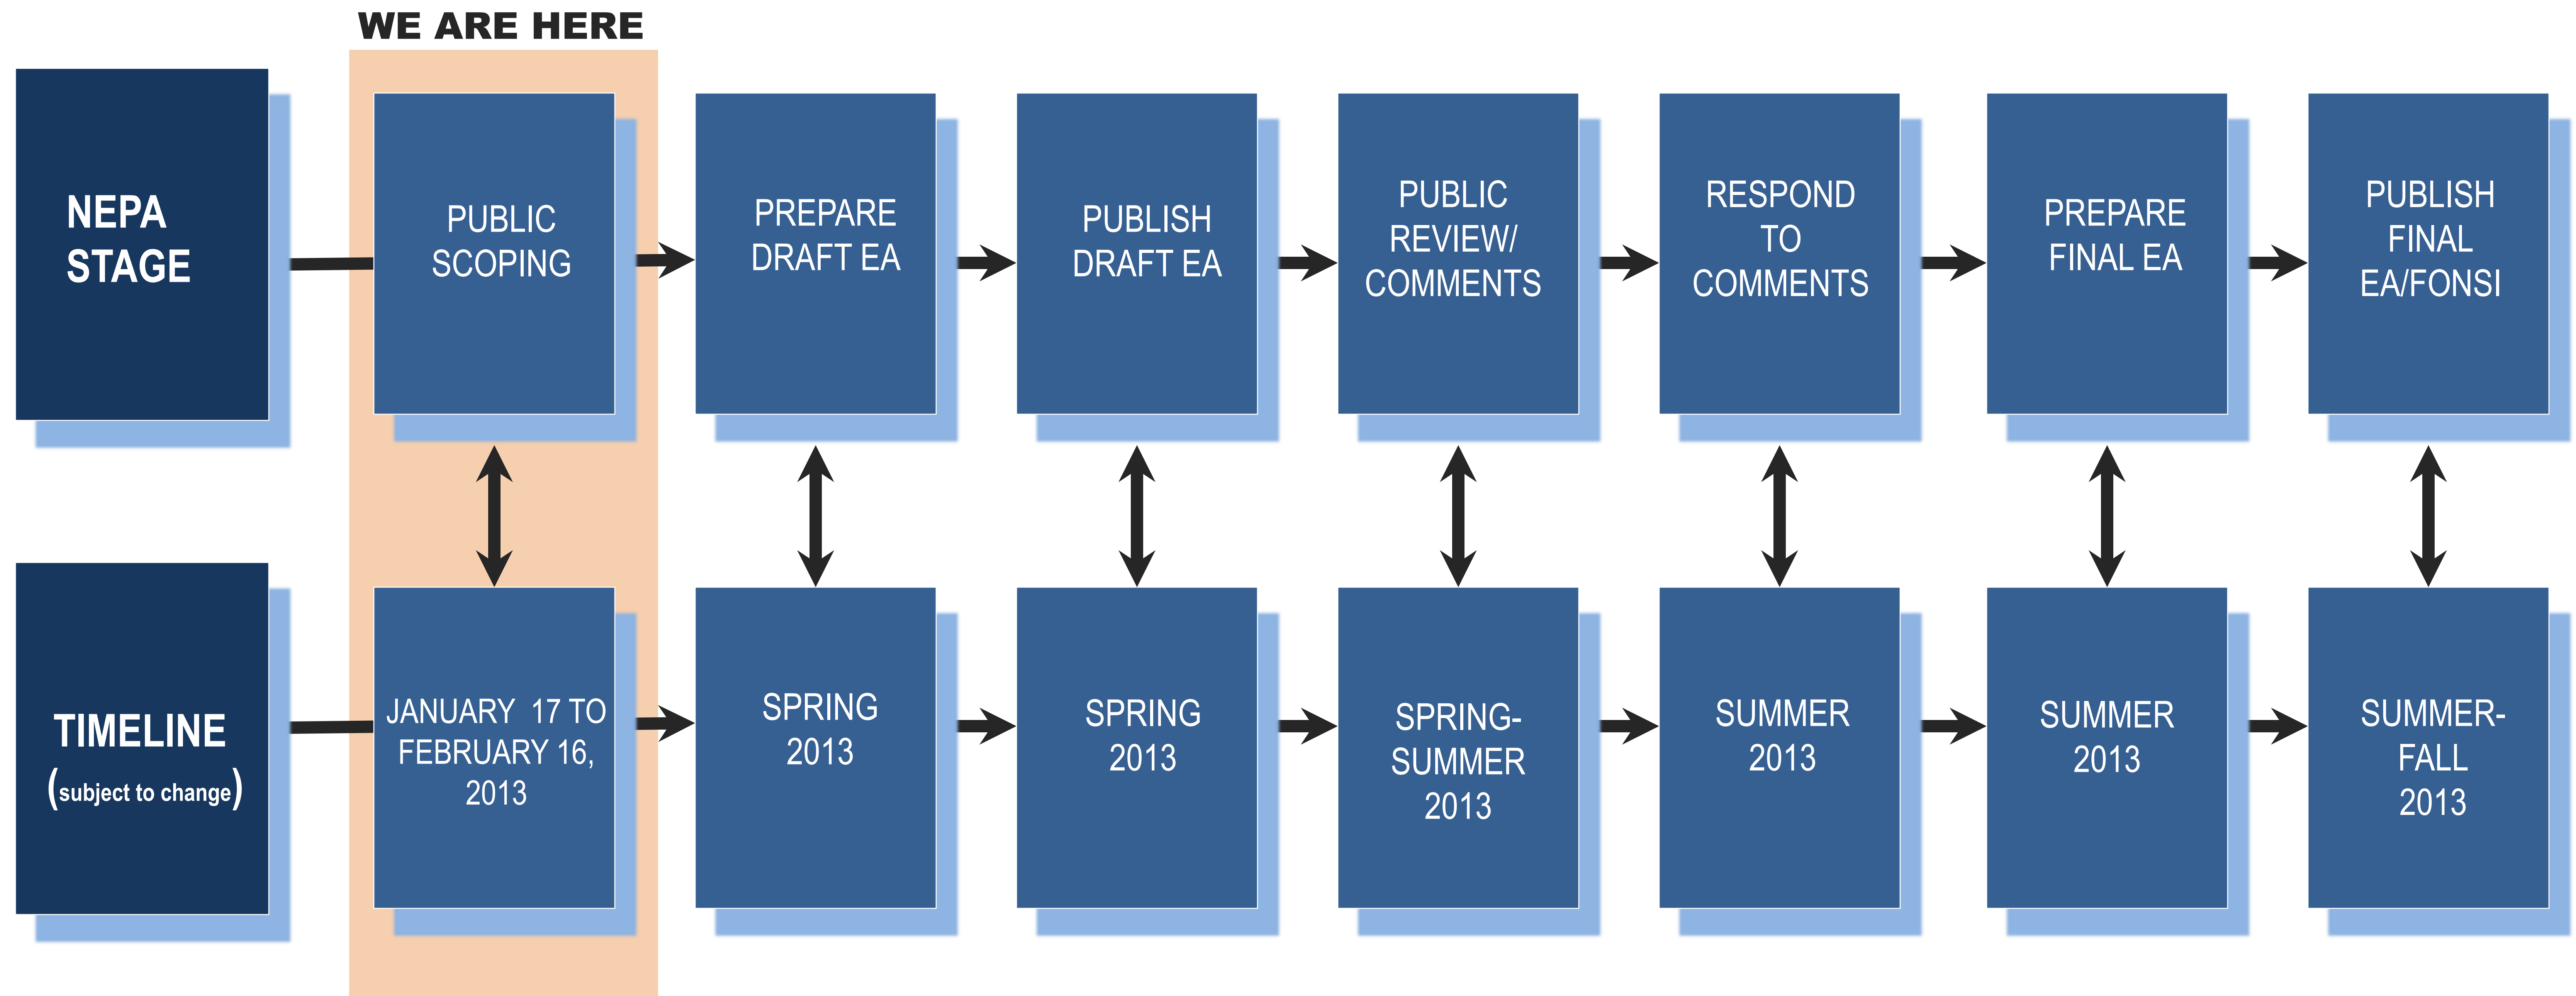 WE ARE HERE
NEPA
STAGE
PUBLIC
SCOPING
PREPARE
DRAFT EA
PUBLISH
DRAFT EA
PUBLIC
REVIEW/
COMMENTS
RESPOND
TO
COMMENTS
PREPARE
FINAL EA
PUBLISH
FINAL
EA/FONSI
TIMELINE
(subject to change)
JANUARY 17 TO
FEBRUARY 16,
2013
SPRING
2013
SPRING
2013
SPRING-
SUMMER
2013
SUMMER
2013
SUMMER
2013
SUMMER-
FALL
2013